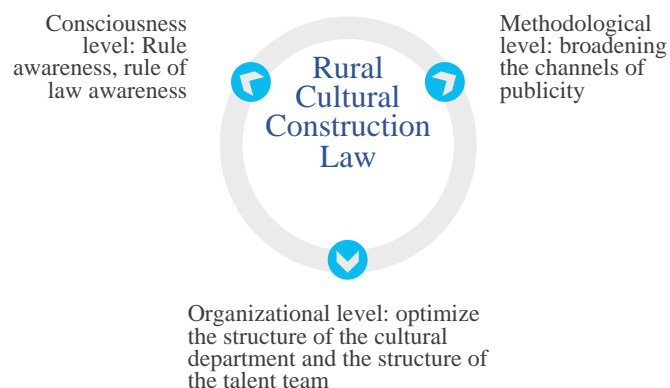 Consciousness
level: Rule
awareness, rule of
law awareness
Rural
Cultural
Construction
Law
Methodological
level: broadening
the channels of
publicity
Organizational level: optimize
the structure of the cultural
department and the structure of
the talent team